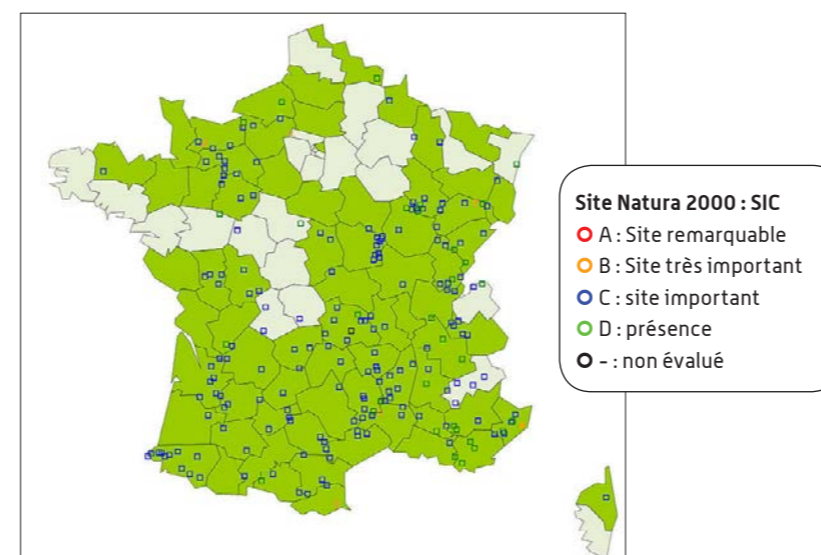 Site Natura 2000 : SIC
A : Site remarquable
B : Site très important
C : site important
D : présence
- : non évalué